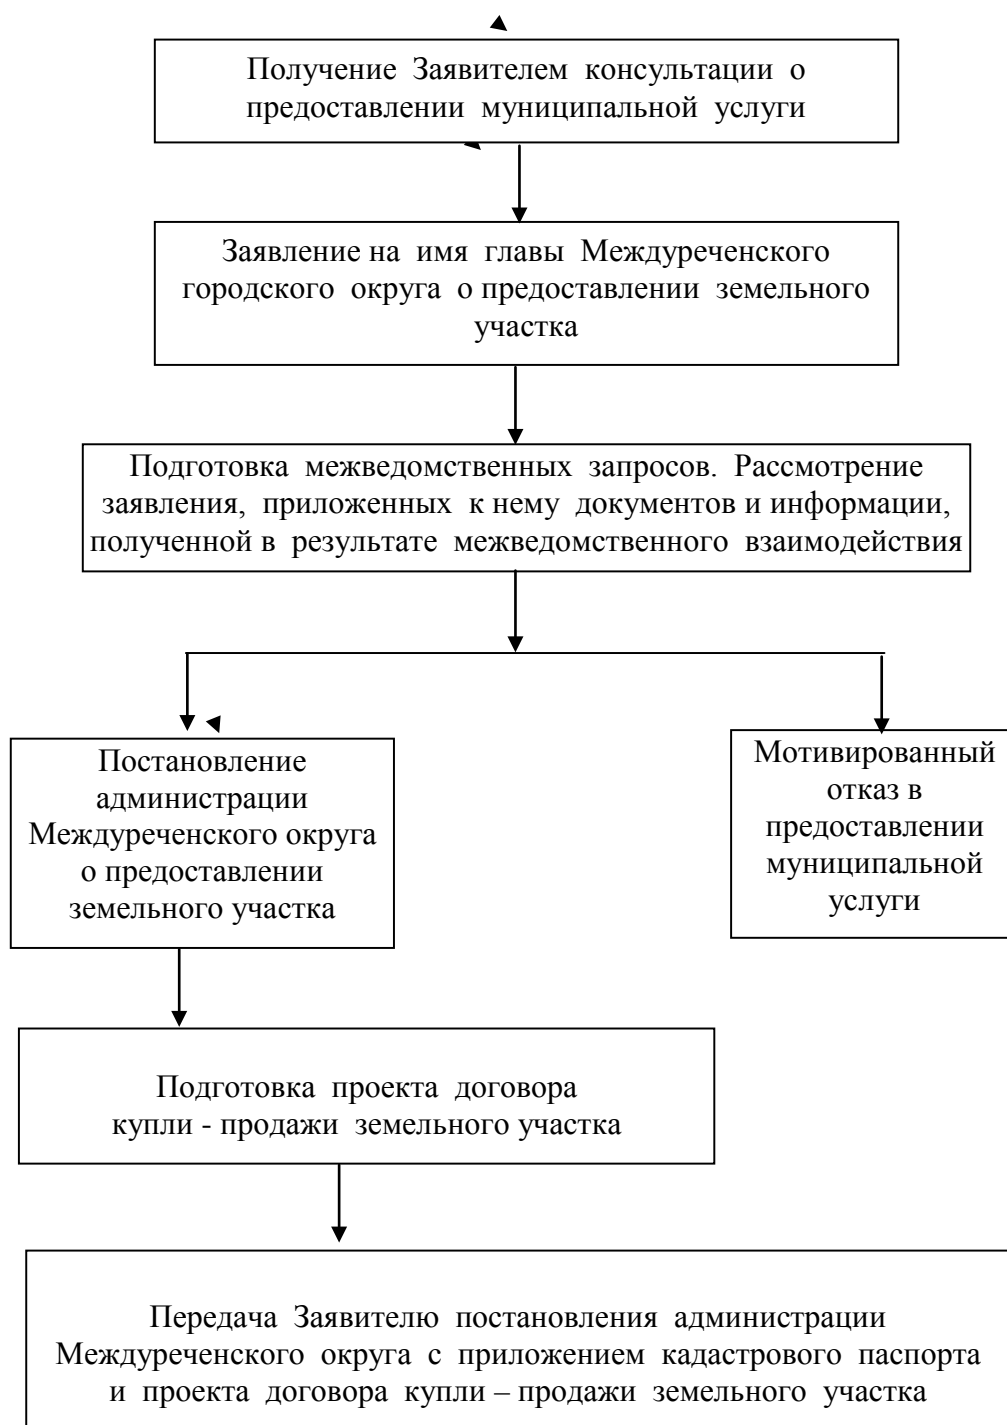 Получение Заявителем консультации о
предоставлении муниципальной услуги
Заявление на имя главы Междуреченского
городского округа о предоставлении земельного
участка
Подготовка межведомственных запросов. Рассмотрение
заявления, приложенных к нему документов и информации,
полученной в результате межведомственного взаимодействия
Постановление
администрации
Междуреченского округа
о предоставлении
земельного участка
Мотивированный
отказ в
предоставлении
муниципальной
услуги
Подготовка проекта договора
купли - продажи земельного участка
Передача Заявителю постановления администрации
Междуреченского округа с приложением кадастрового паспорта
и проекта договора купли – продажи земельного участка